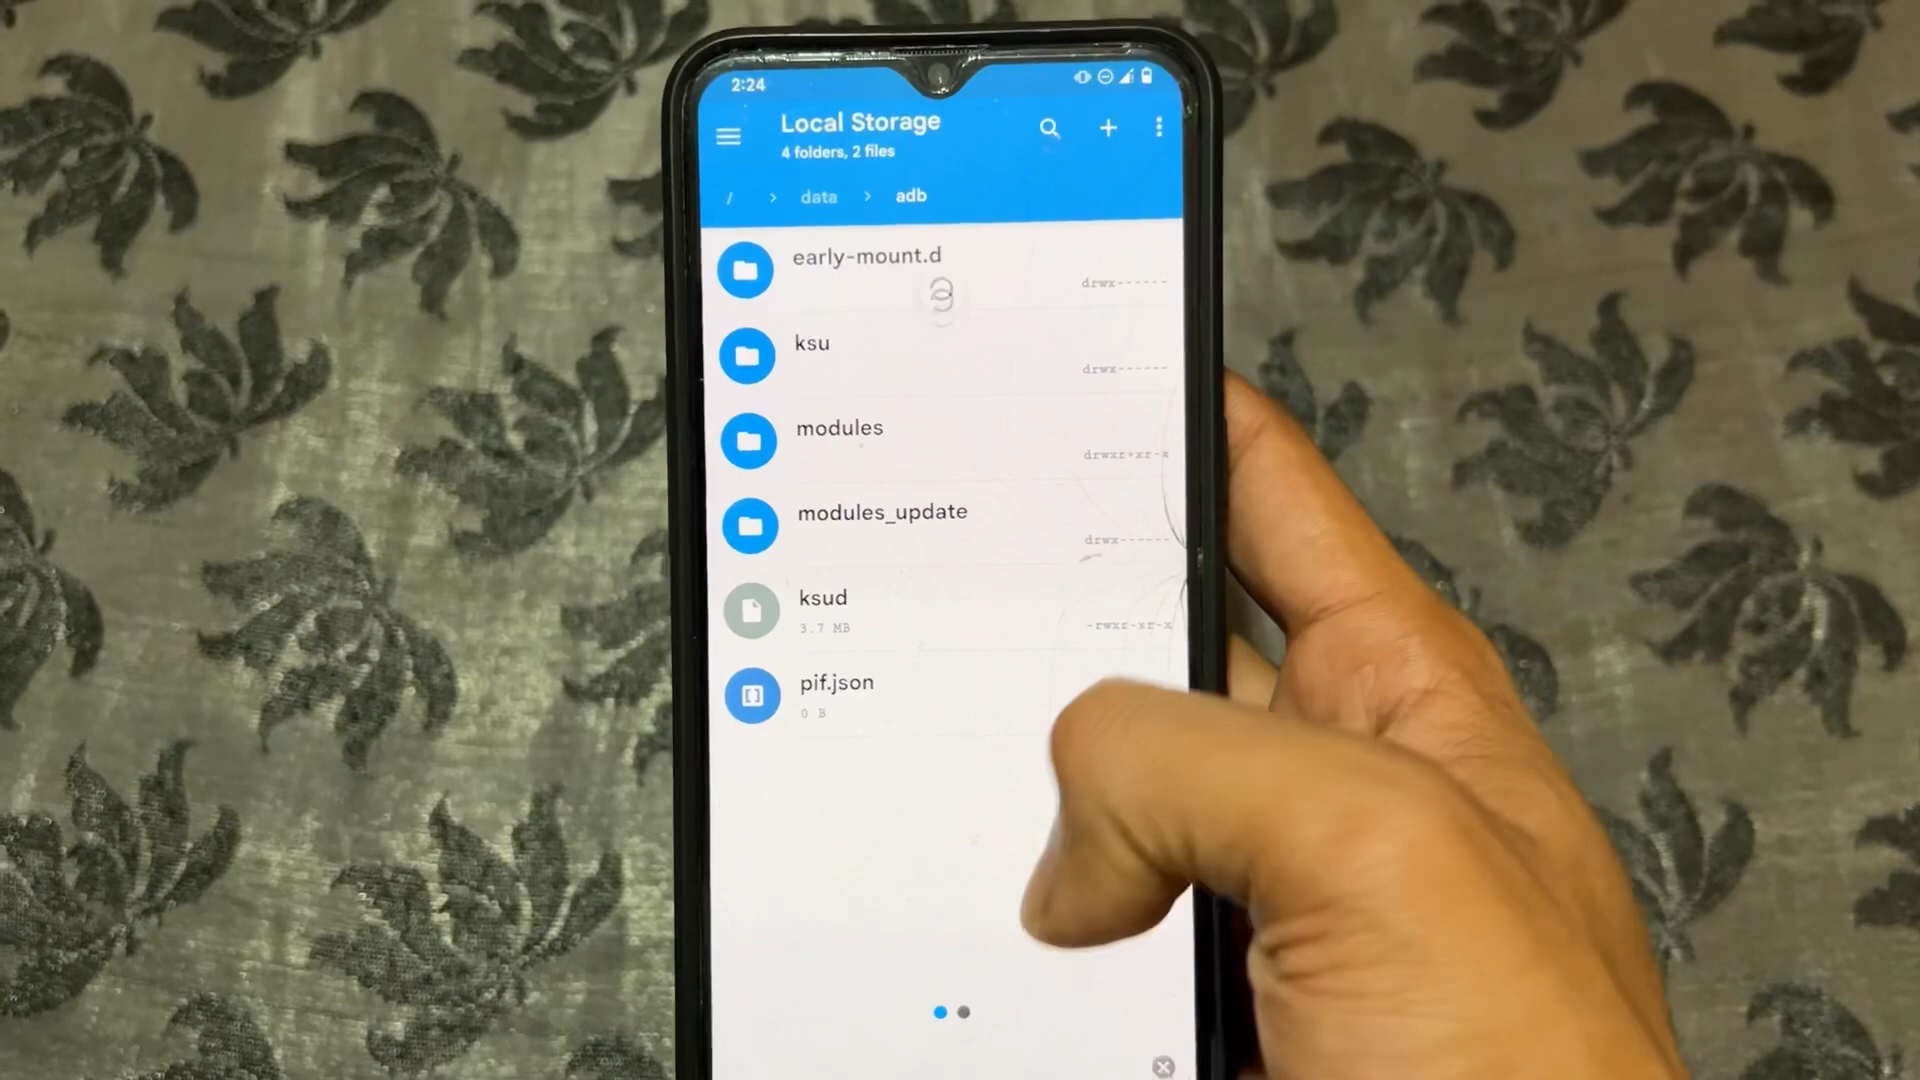 2:24
Local Storage
4 folders, 2 files
/ > data > adb
early-mount.d
drwx------
ksu
drwx------
modules
drwxr-xr-x
modules_update
drwx------
ksud
3.7 MB
-rwxr-xr-x
pif.json
0 B